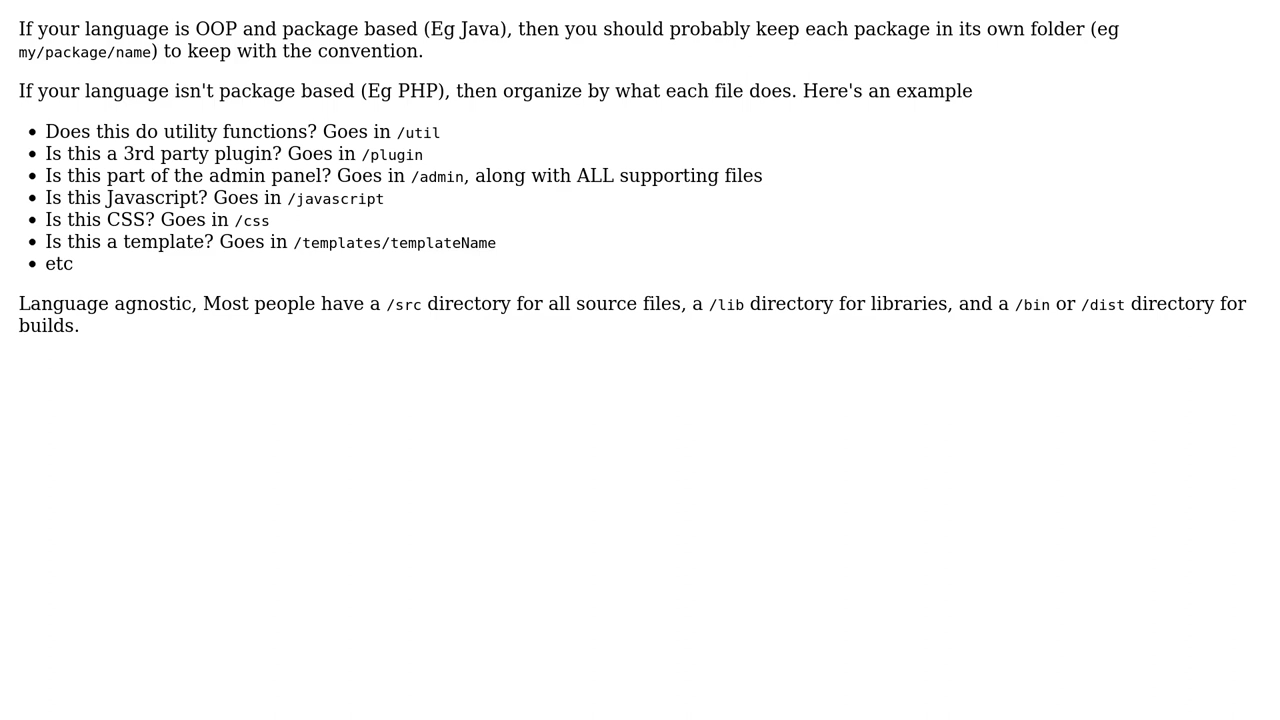 If your language is OOP and package based (Eg Java), then you should probably keep each package in its own folder (eg
my/package/name) to keep with the convention.
If your language isn't package based (Eg PHP), then organize by what each file does. Here's an example
• Does this do utility functions? Goes in /util
• Is this a 3rd party plugin? Goes in /plugin
• Is this part of the admin panel? Goes in /admin, along with ALL supporting files
• Is this Javascript? Goes in /javascript
• Is this CSS? Goes in /css
• Is this a template? Goes in /templates/templateName
• etc
Language agnostic, Most people have a /src directory for all source files, a /lib directory for libraries, and a /bin or /dist directory for
builds.